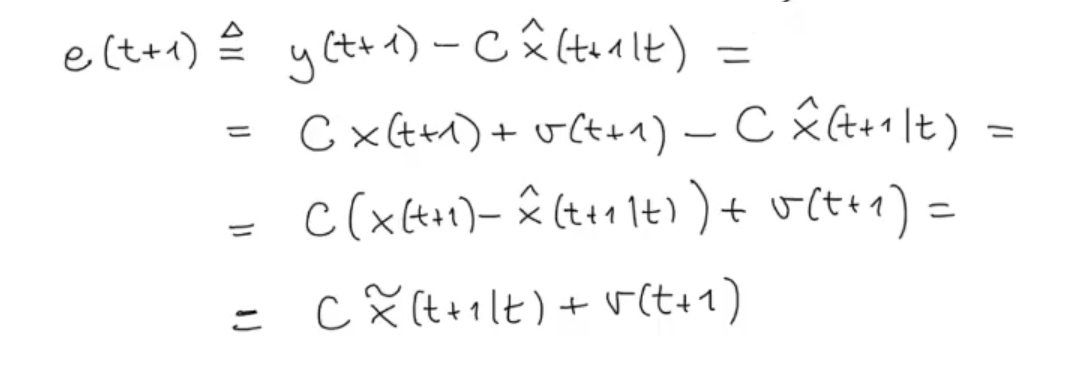 e(t+1) ≜ y(t+1) − C x̂(t+1|t) =
= C x(t+1) + v(t+1) − C x̂(t+1|t) =
= C(x(t+1) − x̂(t+1|t)) + v(t+1) =
= C x̃(t+1|t) + v(t+1)